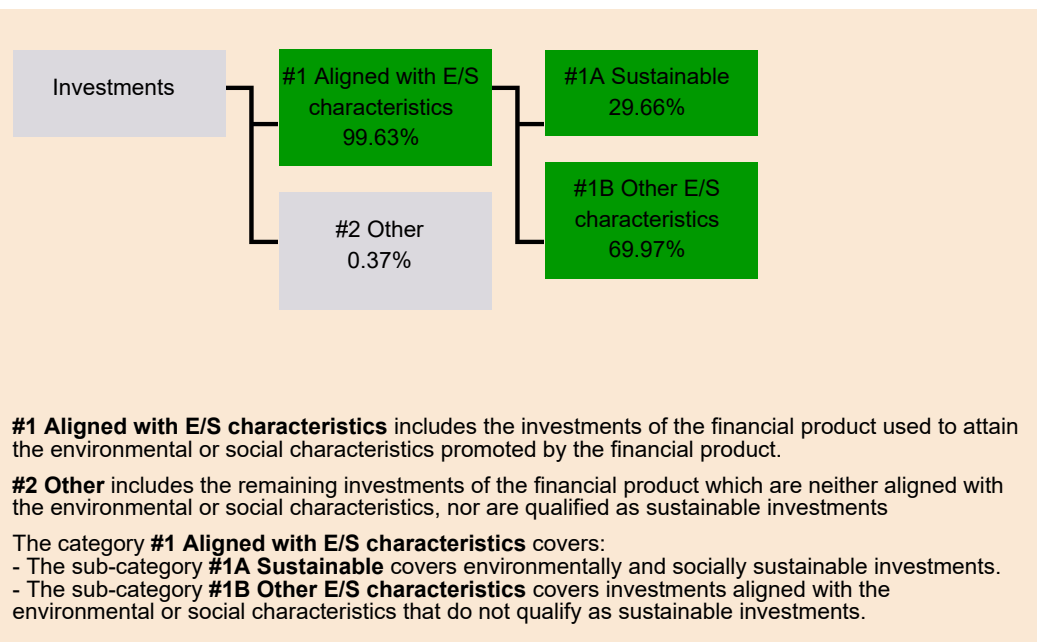 Investments
#1 Aligned with E/S
characteristics
99.63%
#1A Sustainable
29.66%
#1B Other E/S
characteristics
69.97%
#2 Other
0.37%
#1 Aligned with E/S characteristics includes the investments of the financial product used to attain
the environmental or social characteristics promoted by the financial product.
#2 Other includes the remaining investments of the financial product which are neither aligned with
the environmental or social characteristics, nor are qualified as sustainable investments
The category #1 Aligned with E/S characteristics covers:
- The sub-category #1A Sustainable covers environmentally and socially sustainable investments.
- The sub-category #1B Other E/S characteristics covers investments aligned with the
environmental or social characteristics that do not qualify as sustainable investments.